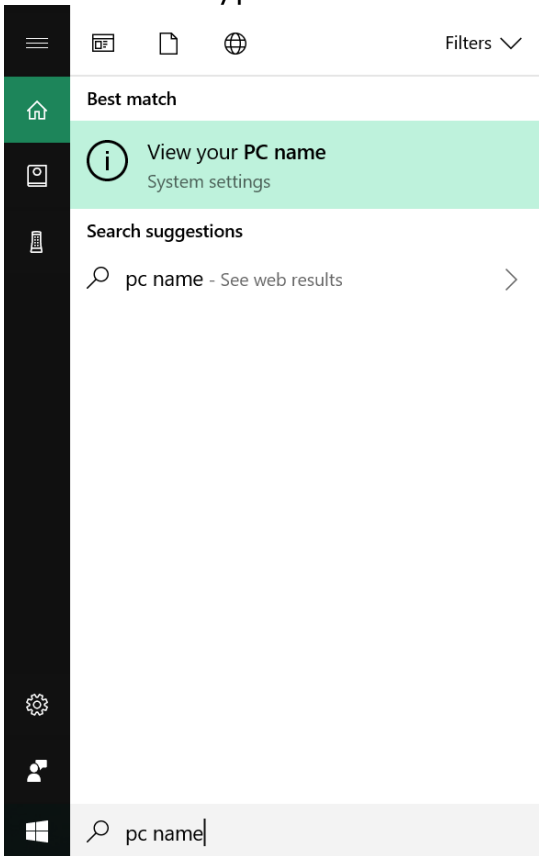 Filters
Best match
View your PC name
System settings
Search suggestions
pc name - See web results
pc name